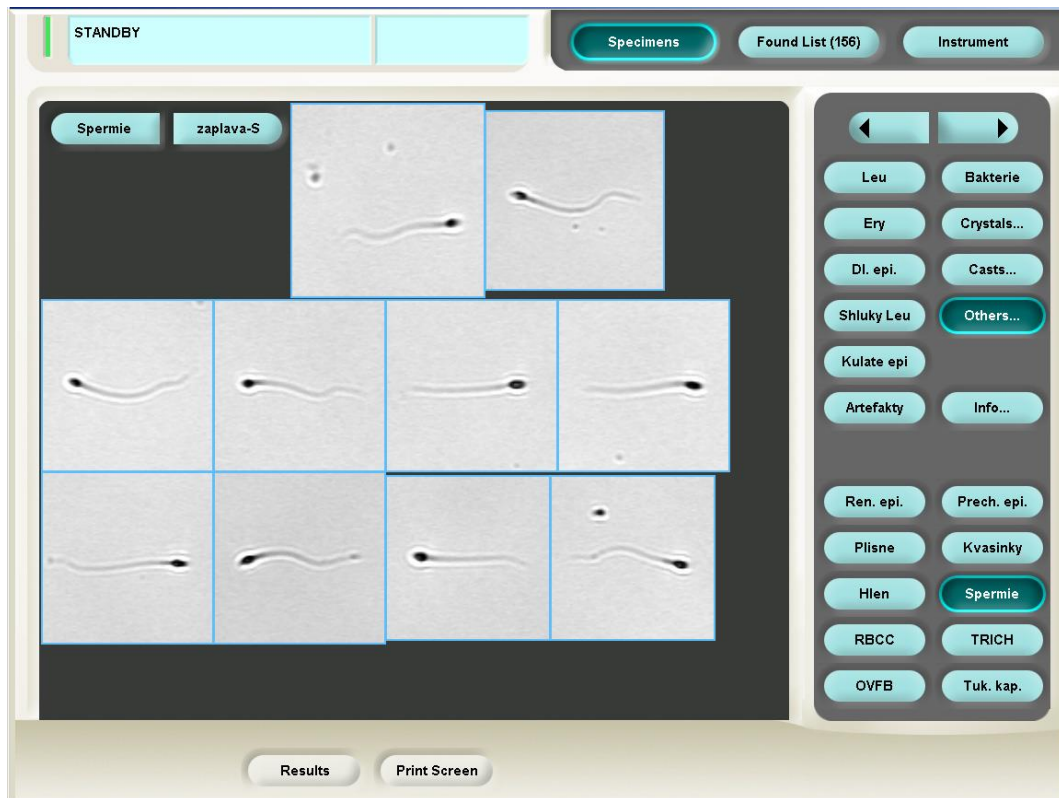 STANDBY
Specimens
Found List (156)
Instrument
Spermie
zaplava-S
Leu
Bakterie
Ery
Crystals...
Dl. epi.
Casts...
Shluky Leu
Others...
Kulate epi
Artefakty
Info...
Ren. epi.
Prech. epi.
Plisne
Kvasinky
Hlen
Spermie
RBCC
TRICH
OVFB
Tuk. kap.
Results
Print Screen